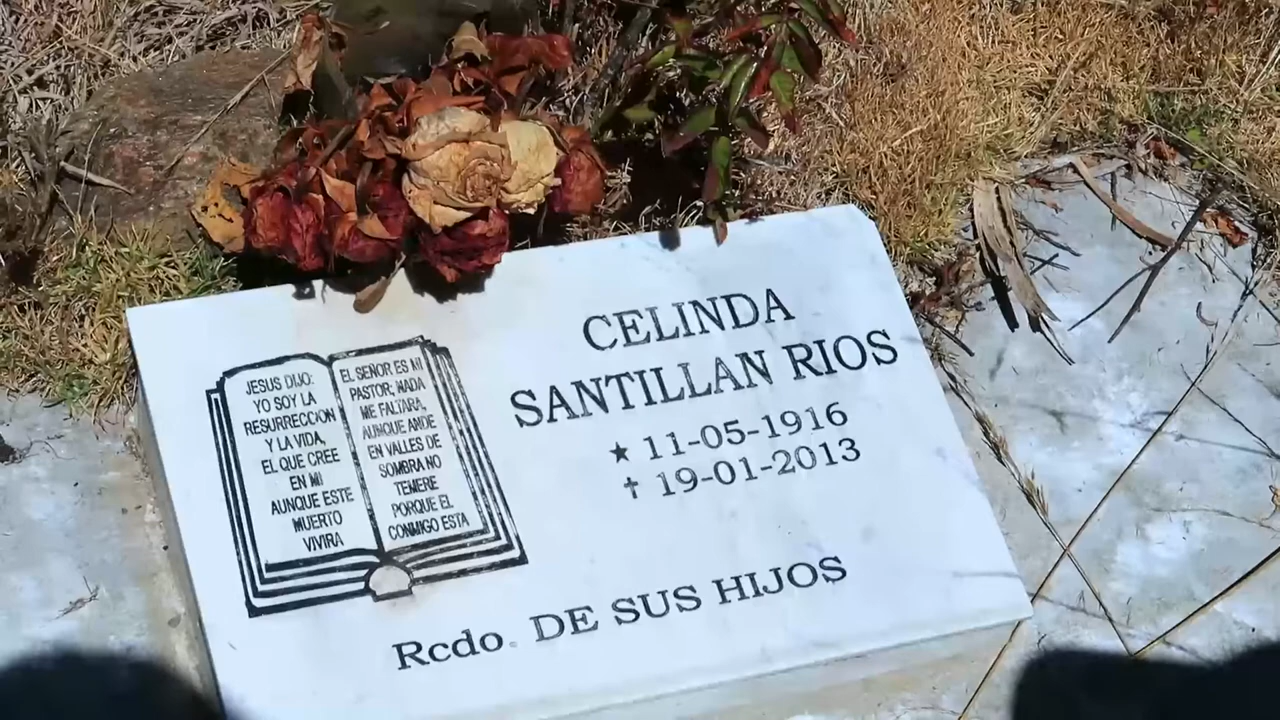 JESUS DIJO:
YO SOY LA
RESURRECCION
Y LA VIDA,
EL QUE CREE
EN MI
AUNQUE ESTE
MUERTO
VIVIRA
EL SEÑOR ES MI
PASTOR; NADA
ME FALTARA,
AUNQUE ANDE
EN VALLES DE
SOMBRA NO
TEMERE
PORQUE EL
CONMIGO ESTA
CELINDA
SANTILLAN RIOS
★ 11-05-1916
✝ 19-01-2013
Rcdo. DE SUS HIJOS